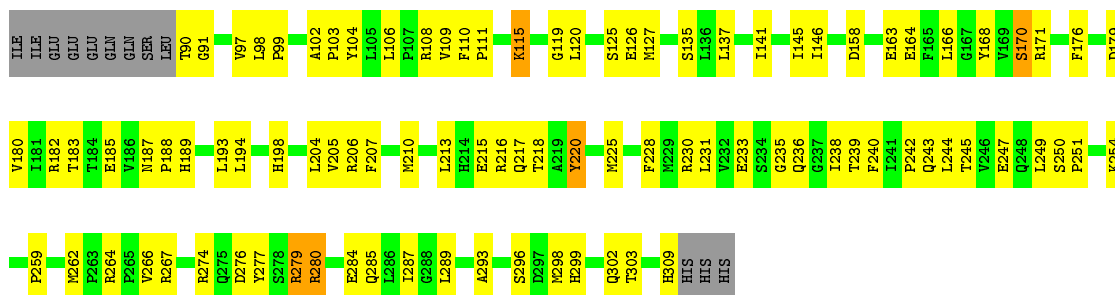 ILE ILE GLU GLU GLU GLN GLN SER LEU T90 G91 V97 L98 P99 A102 P103 Y104 L105 L106 P107 R108 V109 F110 P111 K115 G119 L120 S125 E126 M127 S135 L136 L137 I141 I145 I146 D158 E163 E164 F165 L166 G167 Y168 V169 S170 R171 F176 D179
V180 I181 R182 T183 T184 E185 V186 N187 P188 H189 L193 L194 H198 L204 V205 R206 F207 M210 L213 H214 E215 R216 Q217 T218 A219 Y220 M225 F228 M229 R230 L231 V232 E233 S234 G235 Q236 G237 I238 T239 F240 I241 P242 Q243 L244 T245 V246 E247 Q248 L249 S250 P251 K254
P259 M262 P263 R264 P265 V266 R267 R274 Q275 D276 Y277 S278 R279 R280 E284 Q285 L286 I287 G288 L289 A293 S296 D297 M298 H299 Q302 T303 H309 HIS HIS HIS